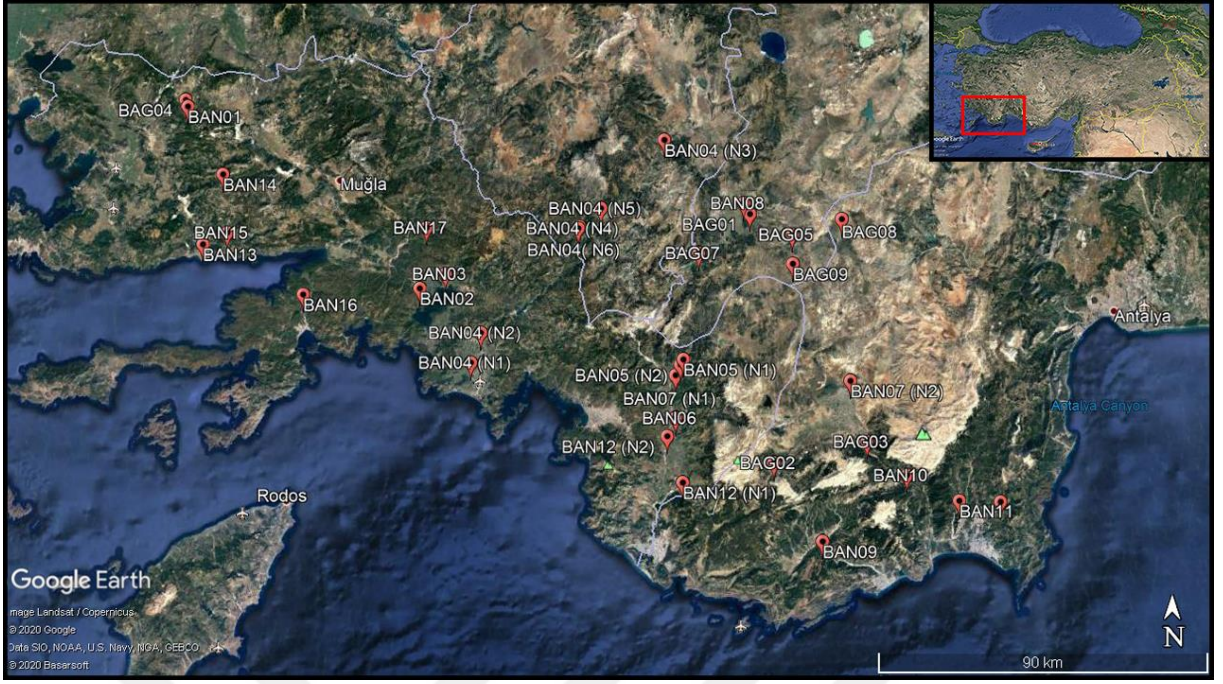 BAG04
BAN01
BAN04 (N3)
BAN14
Muğla
BAN15
BAN13
BAN17
BAN04 (N5)
BAN04 (N4)
BAN04 (N6)
BAN08
BAG01
BAG05
BAG08
BAG07
BAG09
BAN03
BAN02
BAN16
Antalya
BAN04 (N2)
BAN04 (N1)
BAN05 (N2)
BAN05 (N1)
BAN07 (N1)
BAN07 (N2)
Antalya Canyon
BAN06
BAN12 (N2)
BAG03
BAG02
BAN10
BAN12 (N1)
BAN11
Rodos
BAN09
Google Earth
mage Landsat / Copernicus
© 2020 Google
Data SIO, NOAA, U.S. Navy, NGA, GEBCO
© 2020 Basarsoft
N
90 km